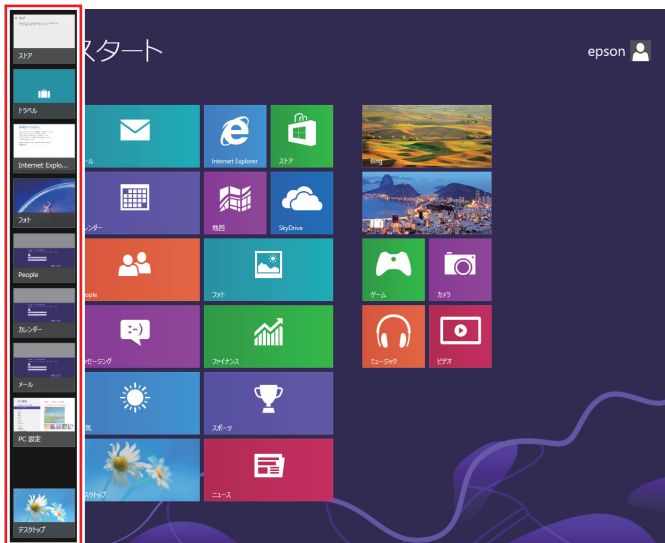 ストア
トラベル
Internet Explo...
フォト
People
カレンダー
メール
PC 設定
デスクトップ
スタート
epson
ール
Internet Explorer
ストア
Bing
レンダー
地図
SkyDrive
eople
フォト
ゲーム
カメラ
ッセージング
ファイナンス
ミュージック
ビデオ
気
スポーツ
スクトップ
ニュース